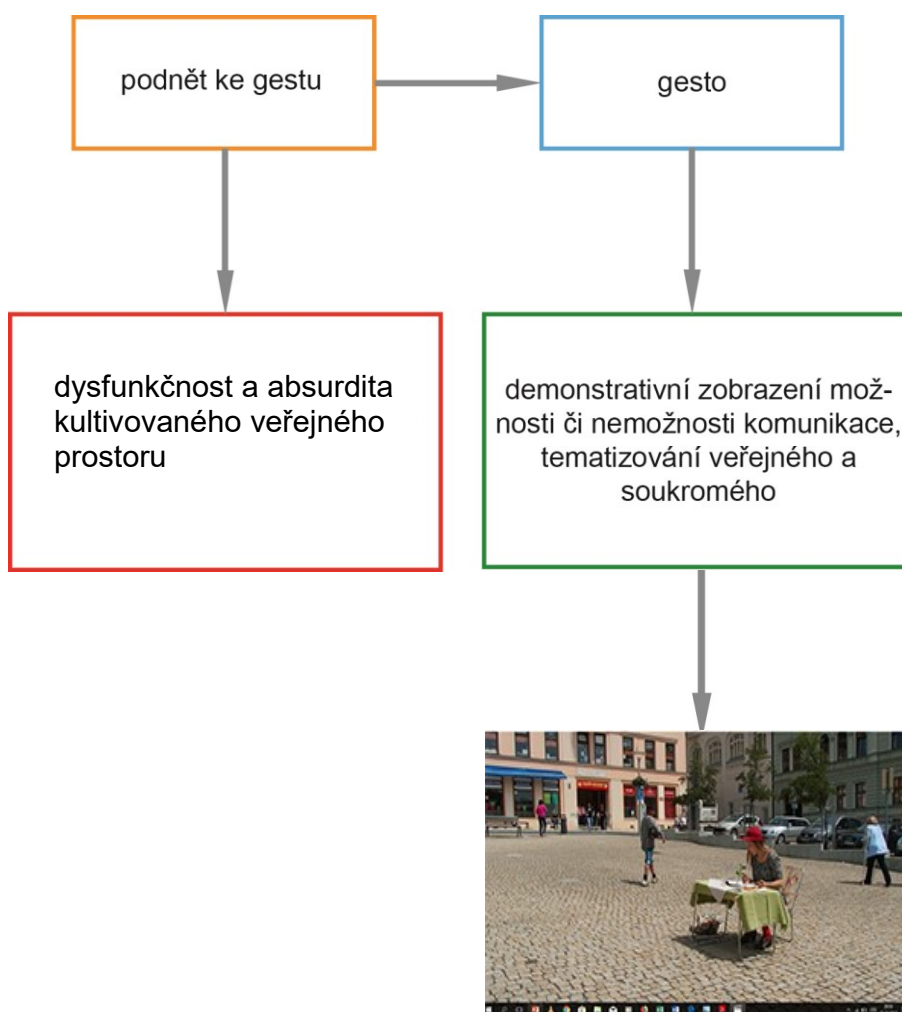 podnět ke gestu
gesto
dysfunkčnost a absurdita
kultivovaného veřejného
prostoru
demonstrativní zobrazení mož-
nosti či nemožnosti komunikace,
tematizování veřejného a
soukromého